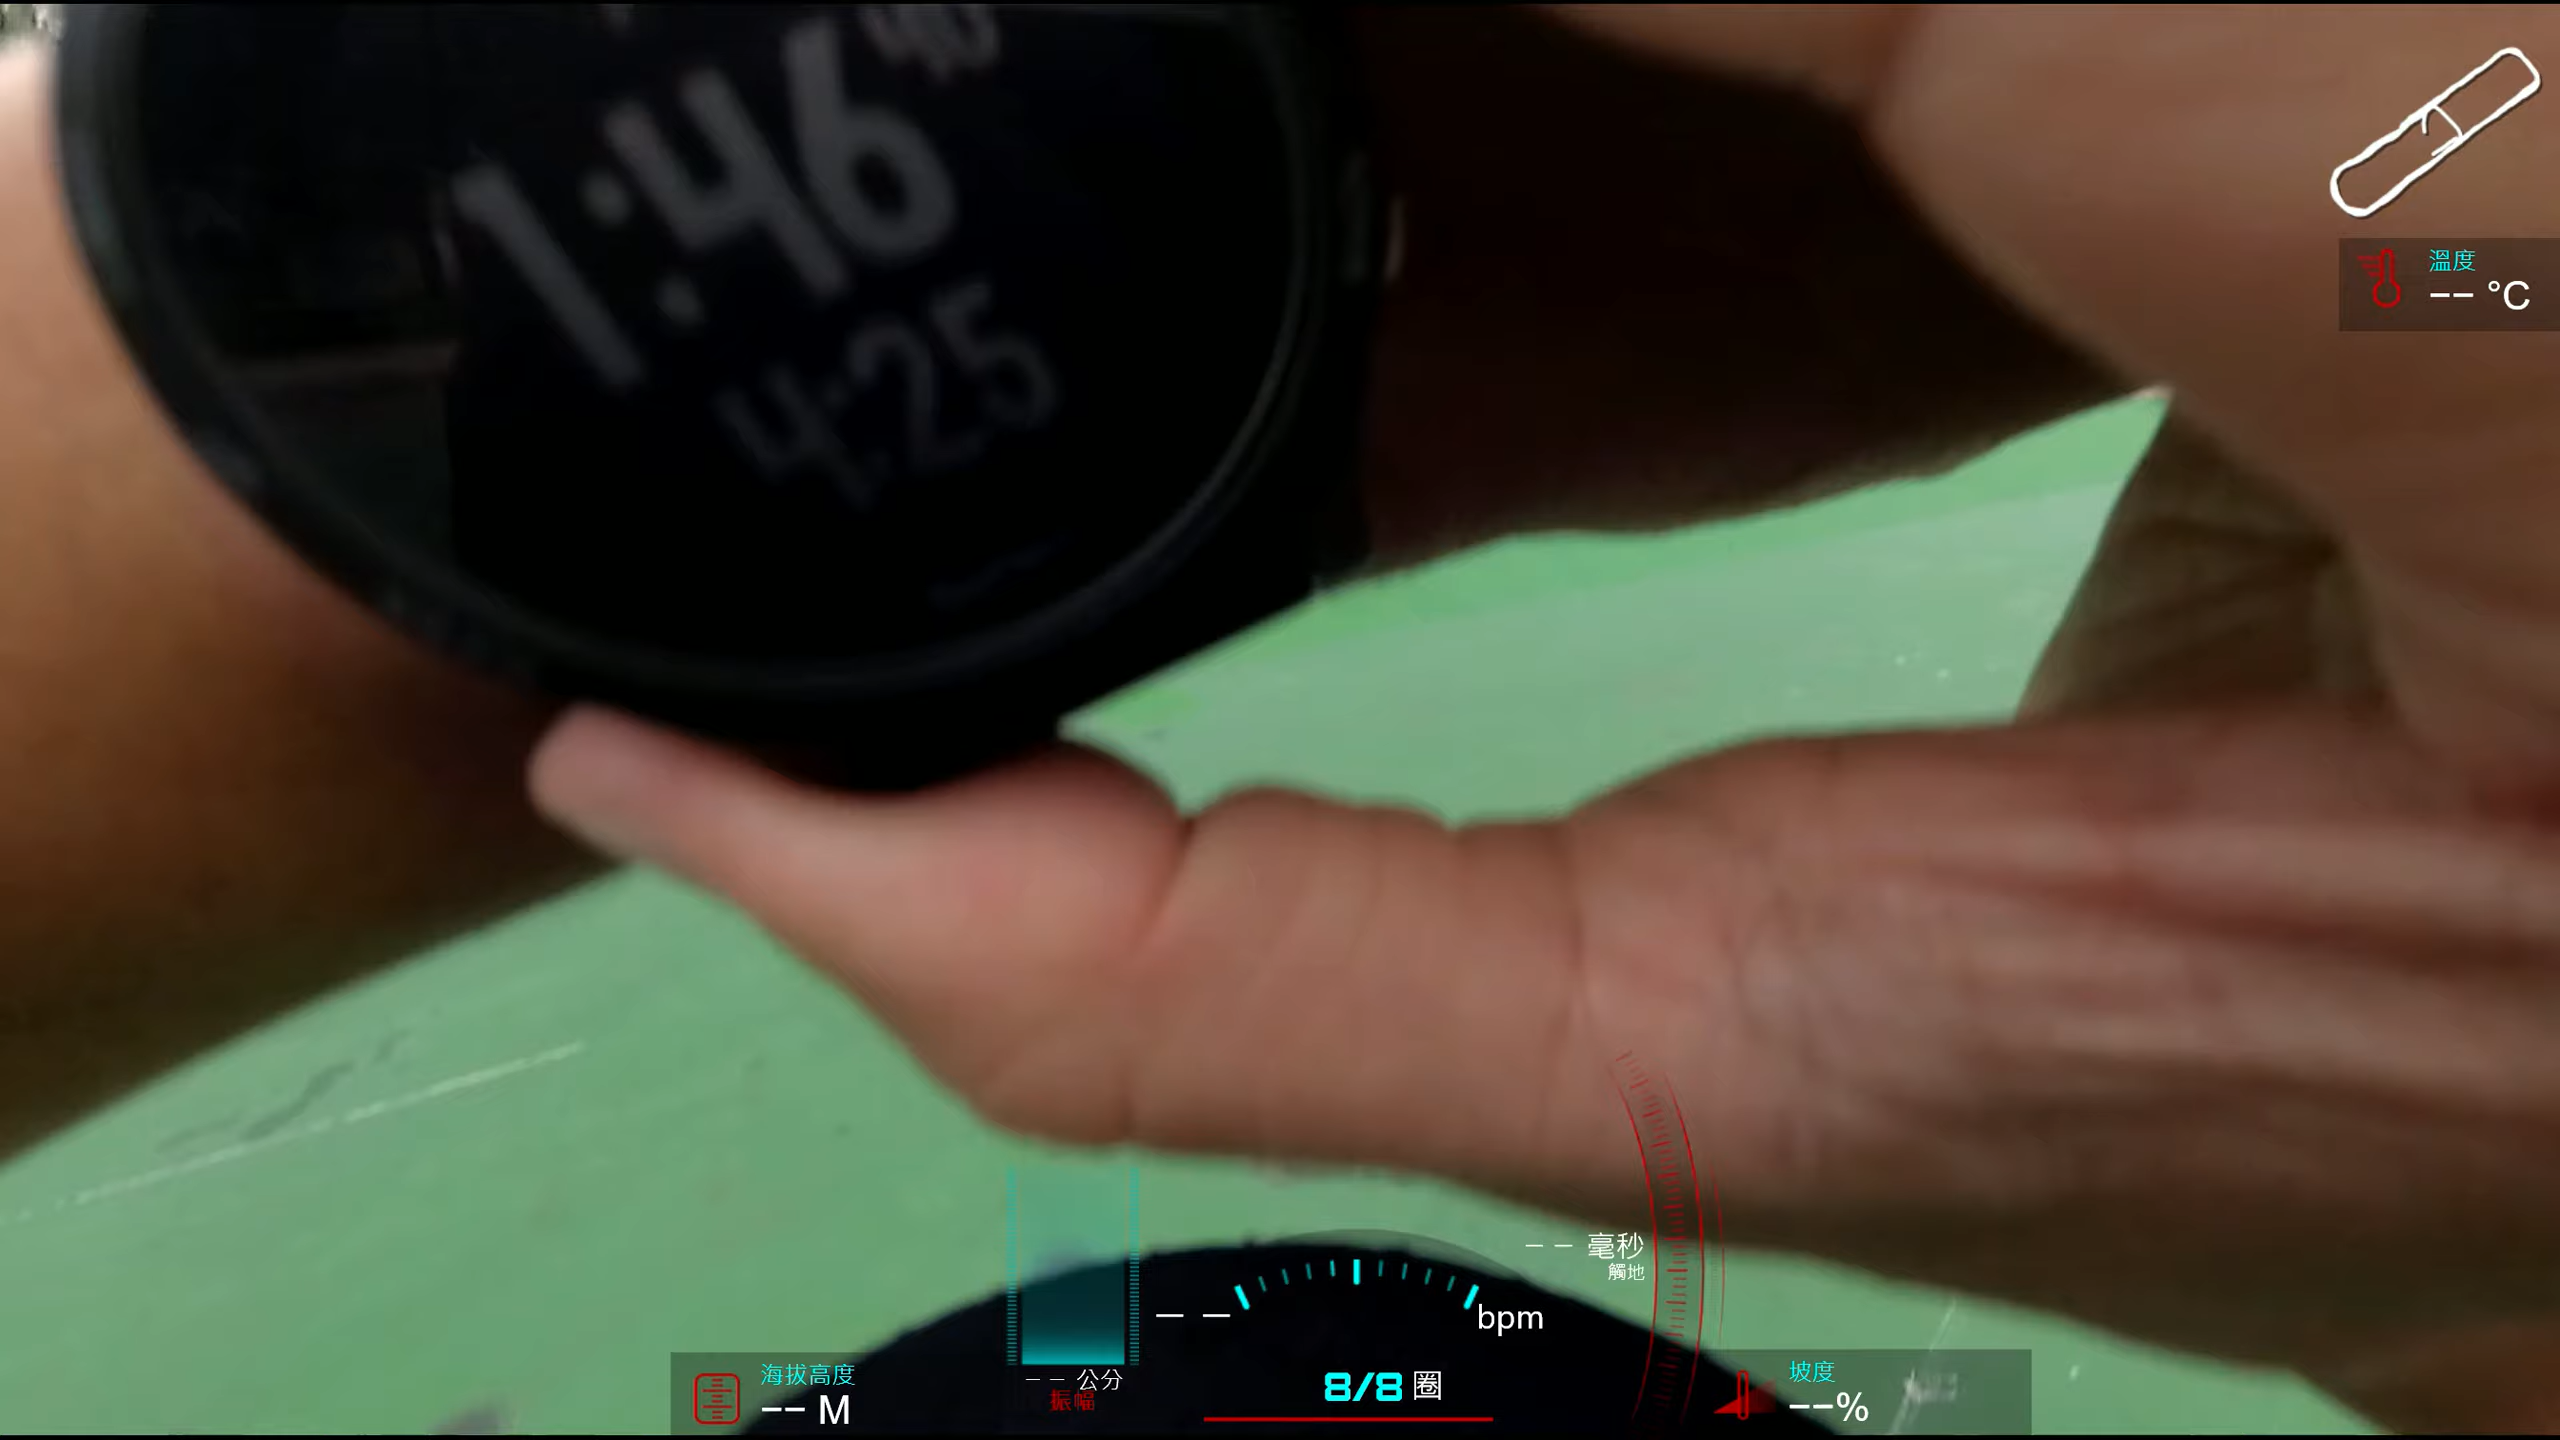 1:46 40
4:25
溫度
-- °C
-- 毫秒
觸地
-- bpm
-- 公分
振幅
8/8 圈
海拔高度
-- M
坡度
--%